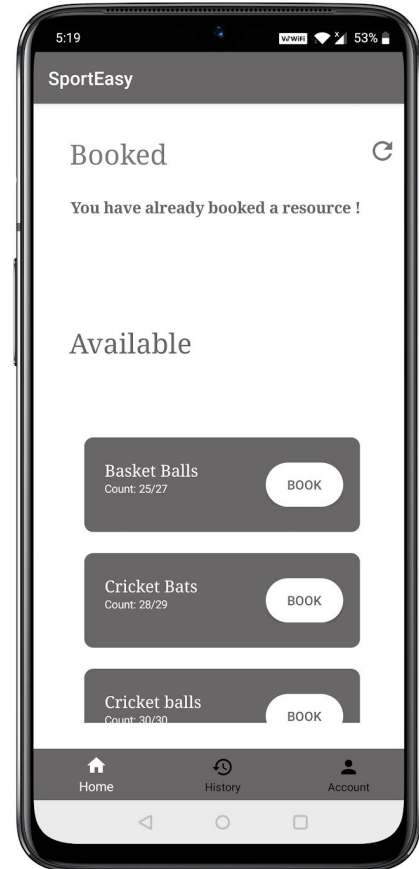 5:19
VoWiFi x 53%
SportEasy
Booked
You have already booked a resource !
Available
Basket Balls
Count: 25/27
BOOK
Cricket Bats
Count: 28/29
BOOK
Cricket balls
Count: 30/30
BOOK
Home
History
Account